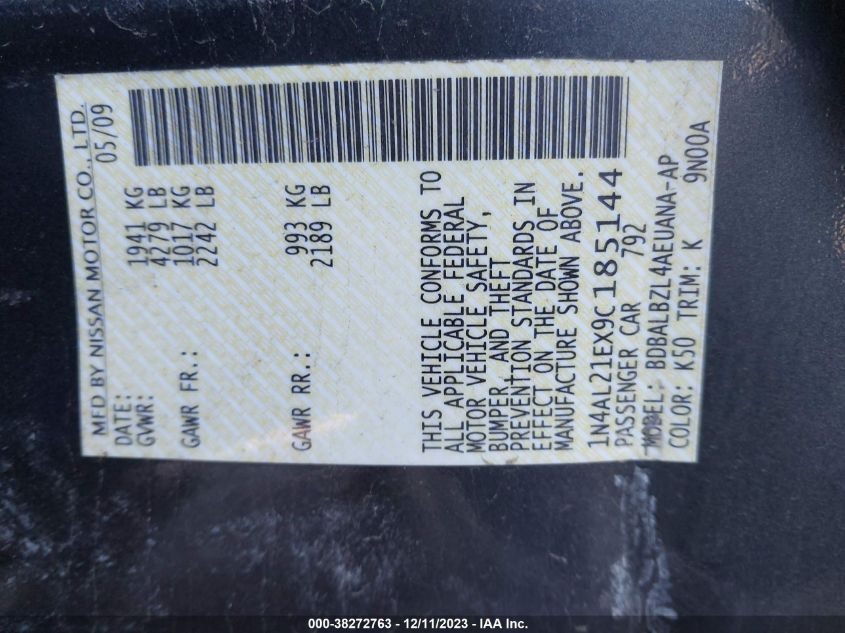 MFD BY NISSAN MOTOR CO., LTD.
DATE: 05/09
GVWR: 1941 KG
4279 LB
GAWR FR.: 1017 KG
2242 LB
GAWR RR.: 993 KG
2189 LB
THIS VEHICLE CONFORMS TO
ALL APPLICABLE FEDERAL
MOTOR VEHICLE SAFETY,
BUMPER, AND THEFT
PREVENTION STANDARDS IN
EFFECT ON THE DATE OF
MANUFACTURE SHOWN ABOVE.
1N4AL21EX9C185144
PASSENGER CAR 792
MODEL: BDBALBZL4AEUANA-AP
COLOR: K50 TRIM: K 9N00A
000-38272763 - 12/11/2023 - IAA Inc.